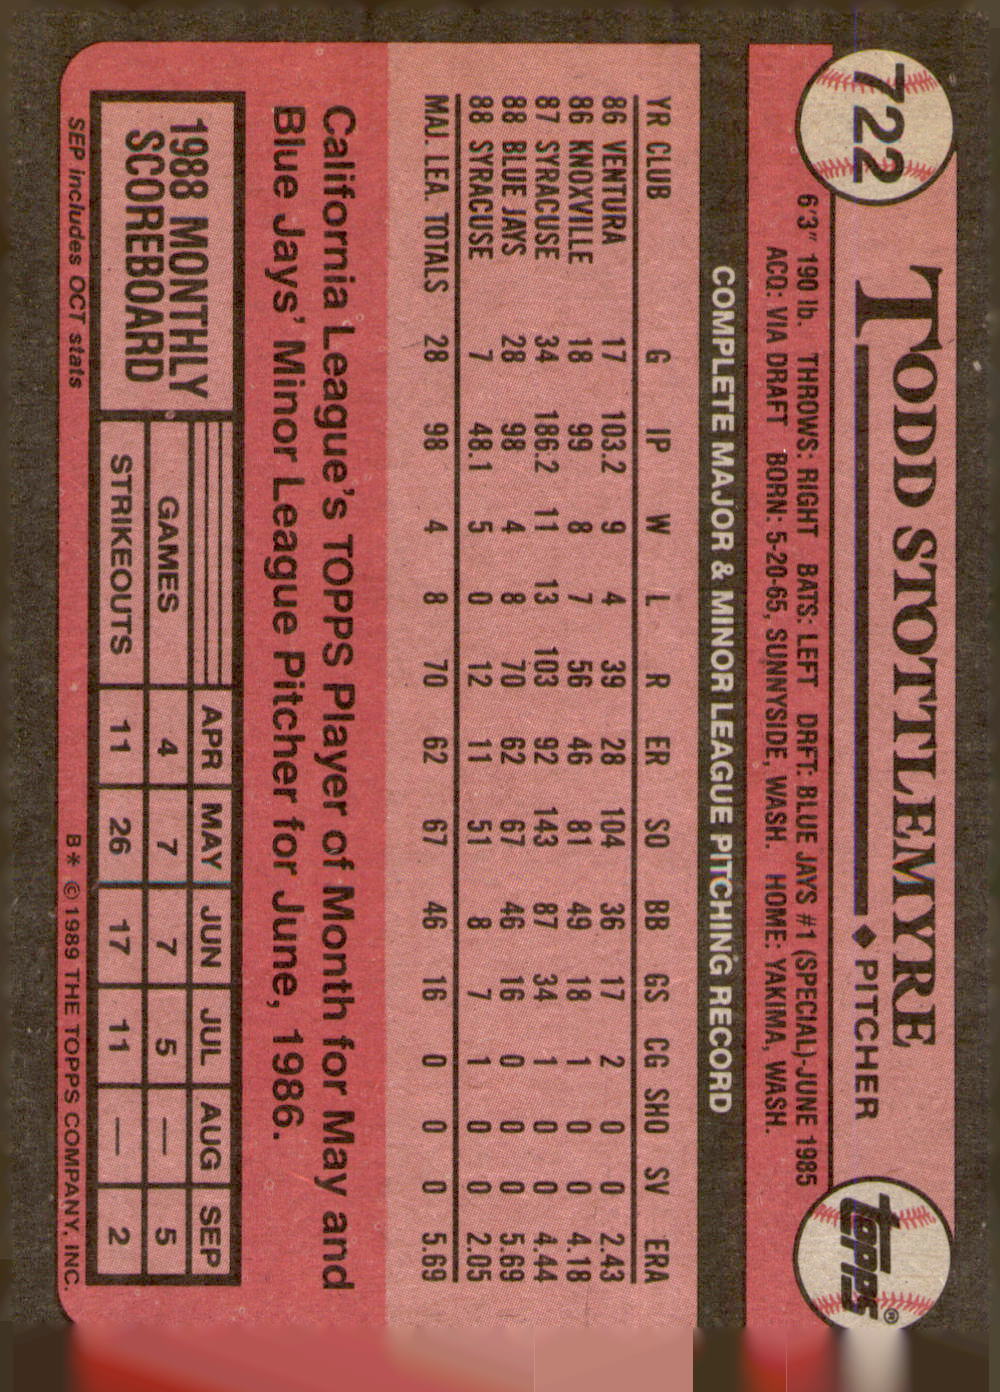 722
TODD STOTTLEMYRE
◆ PITCHER
topps®
6'3" 190 lb. THROWS: RIGHT BATS: LEFT DRFT: BLUE JAYS #1 (SPECIAL)-JUNE 1985
ACQ: VIA DRAFT BORN: 5-20-65, SUNNYSIDE, WASH. HOME: YAKIMA, WASH.
COMPLETE MAJOR & MINOR LEAGUE PITCHING RECORD
YR CLUB G IP W L R ER SO BB GS CG SHO SV ERA
86 VENTURA 17 103.2 9 4 39 28 104 36 17 2 0 0 2.43
86 KNOXVILLE 18 99 8 7 56 46 81 49 18 1 0 0 4.18
87 SYRACUSE 34 186.2 11 13 103 92 143 87 34 1 0 0 4.44
88 BLUE JAYS 28 98 4 8 70 62 67 46 16 0 0 0 5.69
88 SYRACUSE 7 48.1 5 0 12 11 51 8 7 1 0 0 2.05
MAJ. LEA. TOTALS 28 98 4 8 70 62 67 46 16 0 0 0 5.69
California League's TOPPS Player of Month for May and
Blue Jays' Minor League Pitcher for June, 1986.
1988 MONTHLY
SCOREBOARD
APR MAY JUN JUL AUG SEP
GAMES 4 7 7 5 — 5
STRIKEOUTS 11 26 17 11 — 2
SEP includes OCT stats
B* © 1989 THE TOPPS COMPANY, INC.